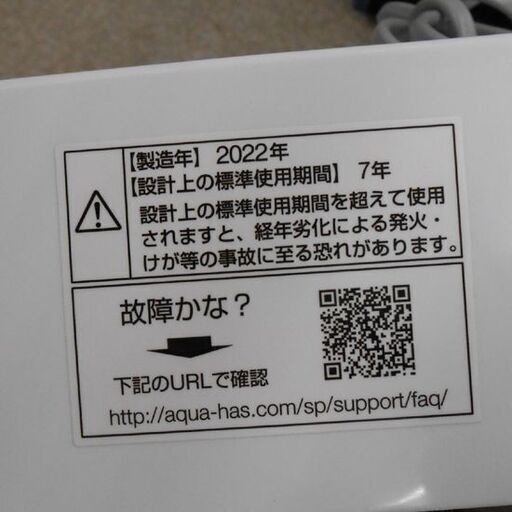 【製造年】 2022年
【設計上の標準使用期間】 7年
設計上の標準使用期間を超えて使用
されますと、経年劣化による発火・
けが等の事故に至る恐れがあります。
故障かな？
下記のURLで確認
http://aqua-has.com/sp/support/faq/